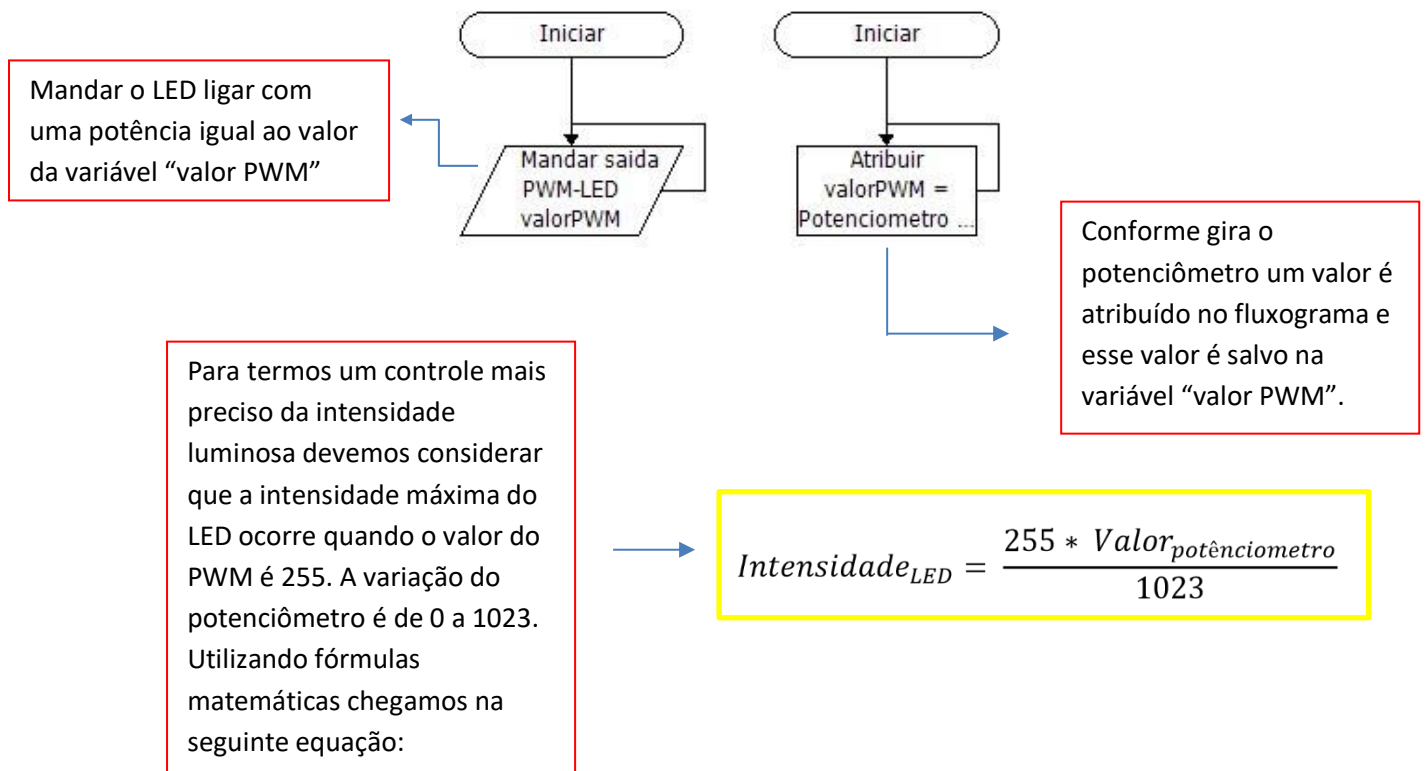 Iniciar
Iniciar
Mandar o LED ligar com
uma potência igual ao valor
da variável “valor PWM”
Mandar saida
PWM-LED
valorPWM
Atribuir
valorPWM =
Potenciometro ...
Conforme gira o
potenciômetro um valor é
atribuído no fluxograma e
esse valor é salvo na
variável “valor PWM”.
Para termos um controle mais
preciso da intensidade
luminosa devemos considerar
que a intensidade máxima do
LED ocorre quando o valor do
PWM é 255. A variação do
potenciômetro é de 0 a 1023.
Utilizando fórmulas
matemáticas chegamos na
seguinte equação:
Intensidade_LED = 255 * Valor_potênciometro / 1023